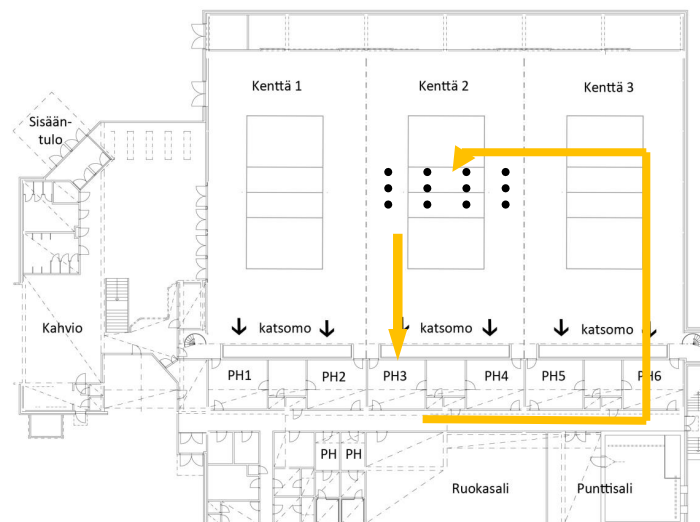 Kenttä 1
Kenttä 2
Kenttä 3
Sisään-
tulo
Kahvio
katsomo
katsomo
katsomo
PH1
PH2
PH3
PH4
PH5
PH6
PH
PH
Ruokasali
Punttisali